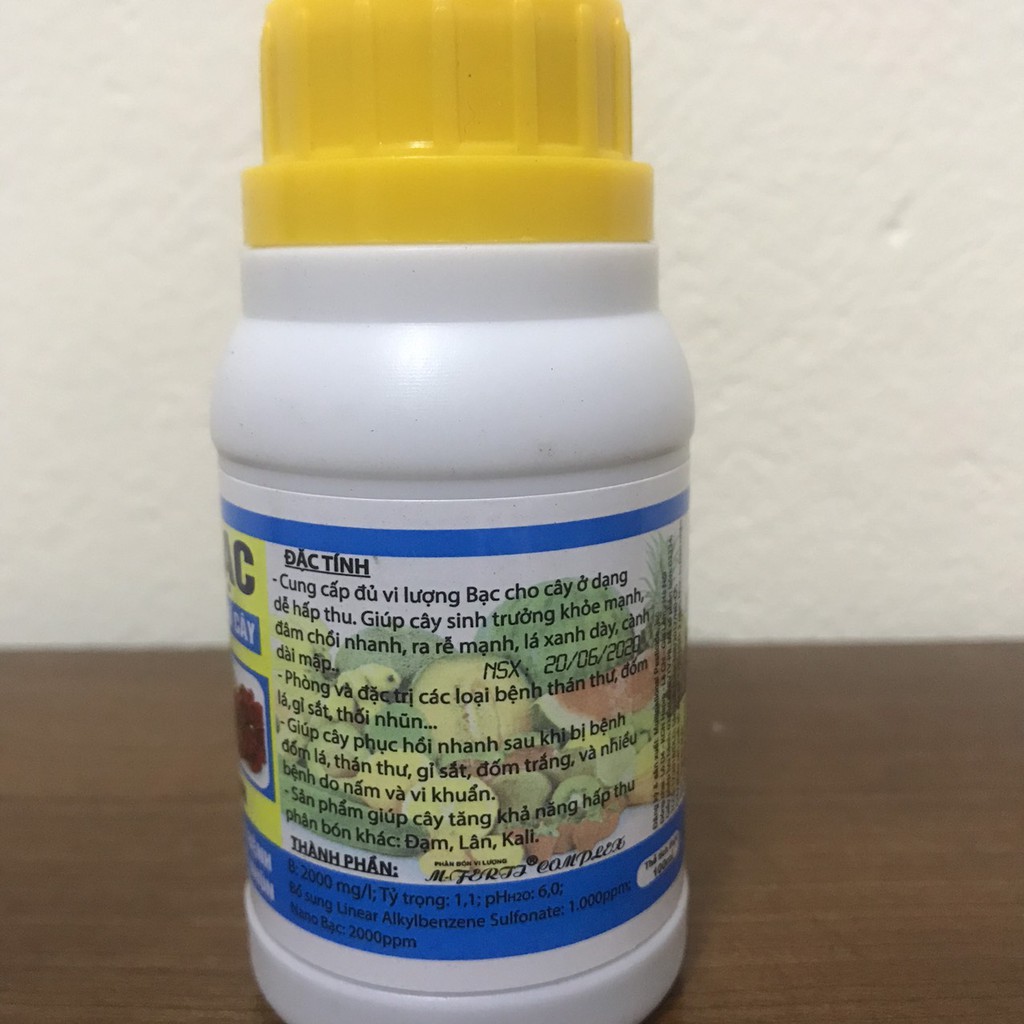 ẠC
CÂY
ĐẶC TÍNH
- Cung cấp đủ vi lượng Bạc cho cây ở dạng
dễ hấp thu. Giúp cây sinh trưởng khỏe mạnh,
đâm chồi nhanh, ra rễ mạnh, lá xanh dày, cành
dài mập..
NSX: 20/06/2020
- Phòng và đặc trị các loại bệnh thán thư, đốm
lá, gỉ sắt, thối nhũn...
- Giúp cây phục hồi nhanh sau khi bị bệnh
đốm lá, thán thư, gỉ sắt, đốm trắng, và nhiều
bệnh do nấm và vi khuẩn.
- Sản phẩm giúp cây tăng khả năng hấp thu
phân bón khác: Đạm, Lân, Kali.
THÀNH PHẦN:
PHÂN BÓN VI LƯỢNG
M-FERTI® COMPLEX
B: 2000 mg/l; Tỷ trọng: 1,1; pHH2O: 6,0;
Bổ sung Linear Alkylbenzene Sulfonate: 1.000ppm;
Nano Bạc: 2000ppm